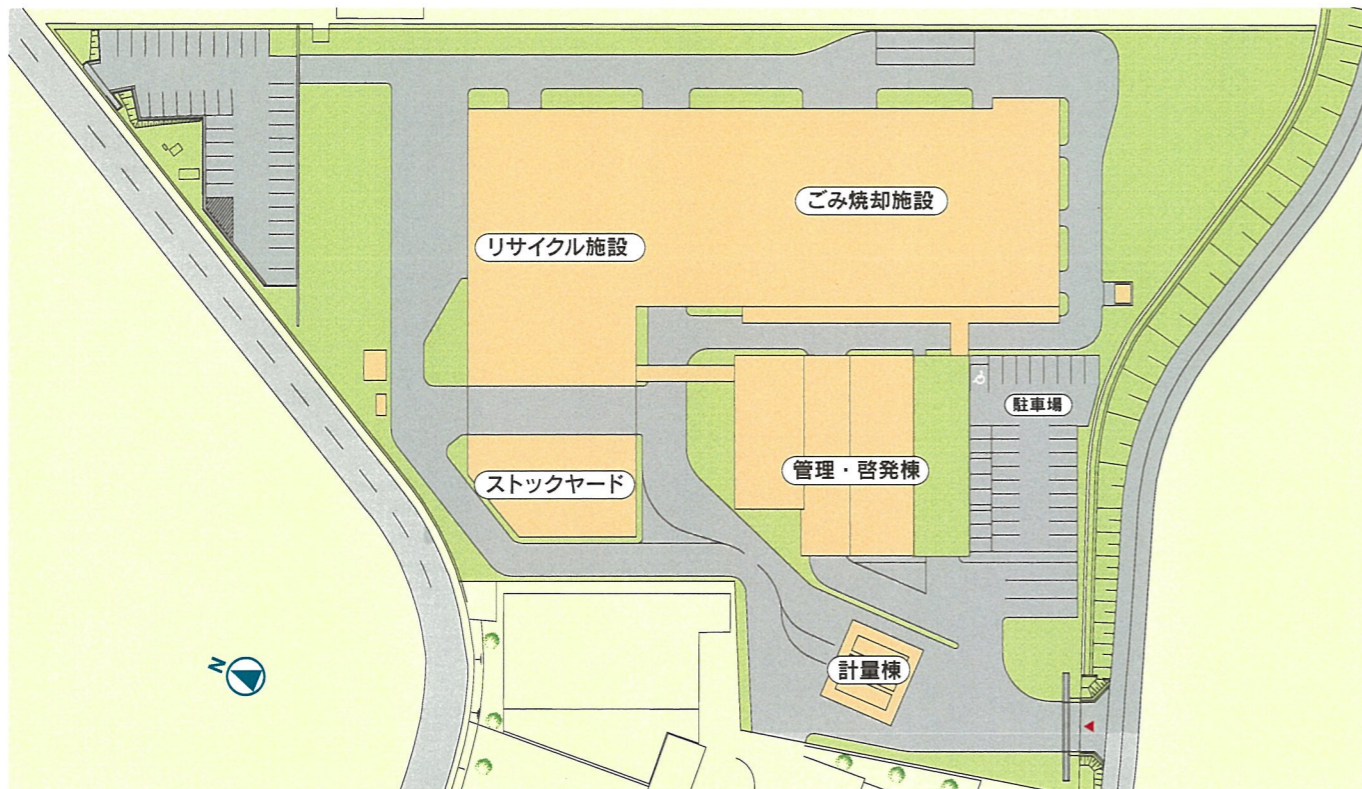 ごみ焼却施設
リサイクル施設
駐車場
管理・啓発棟
ストックヤード
計量棟
N